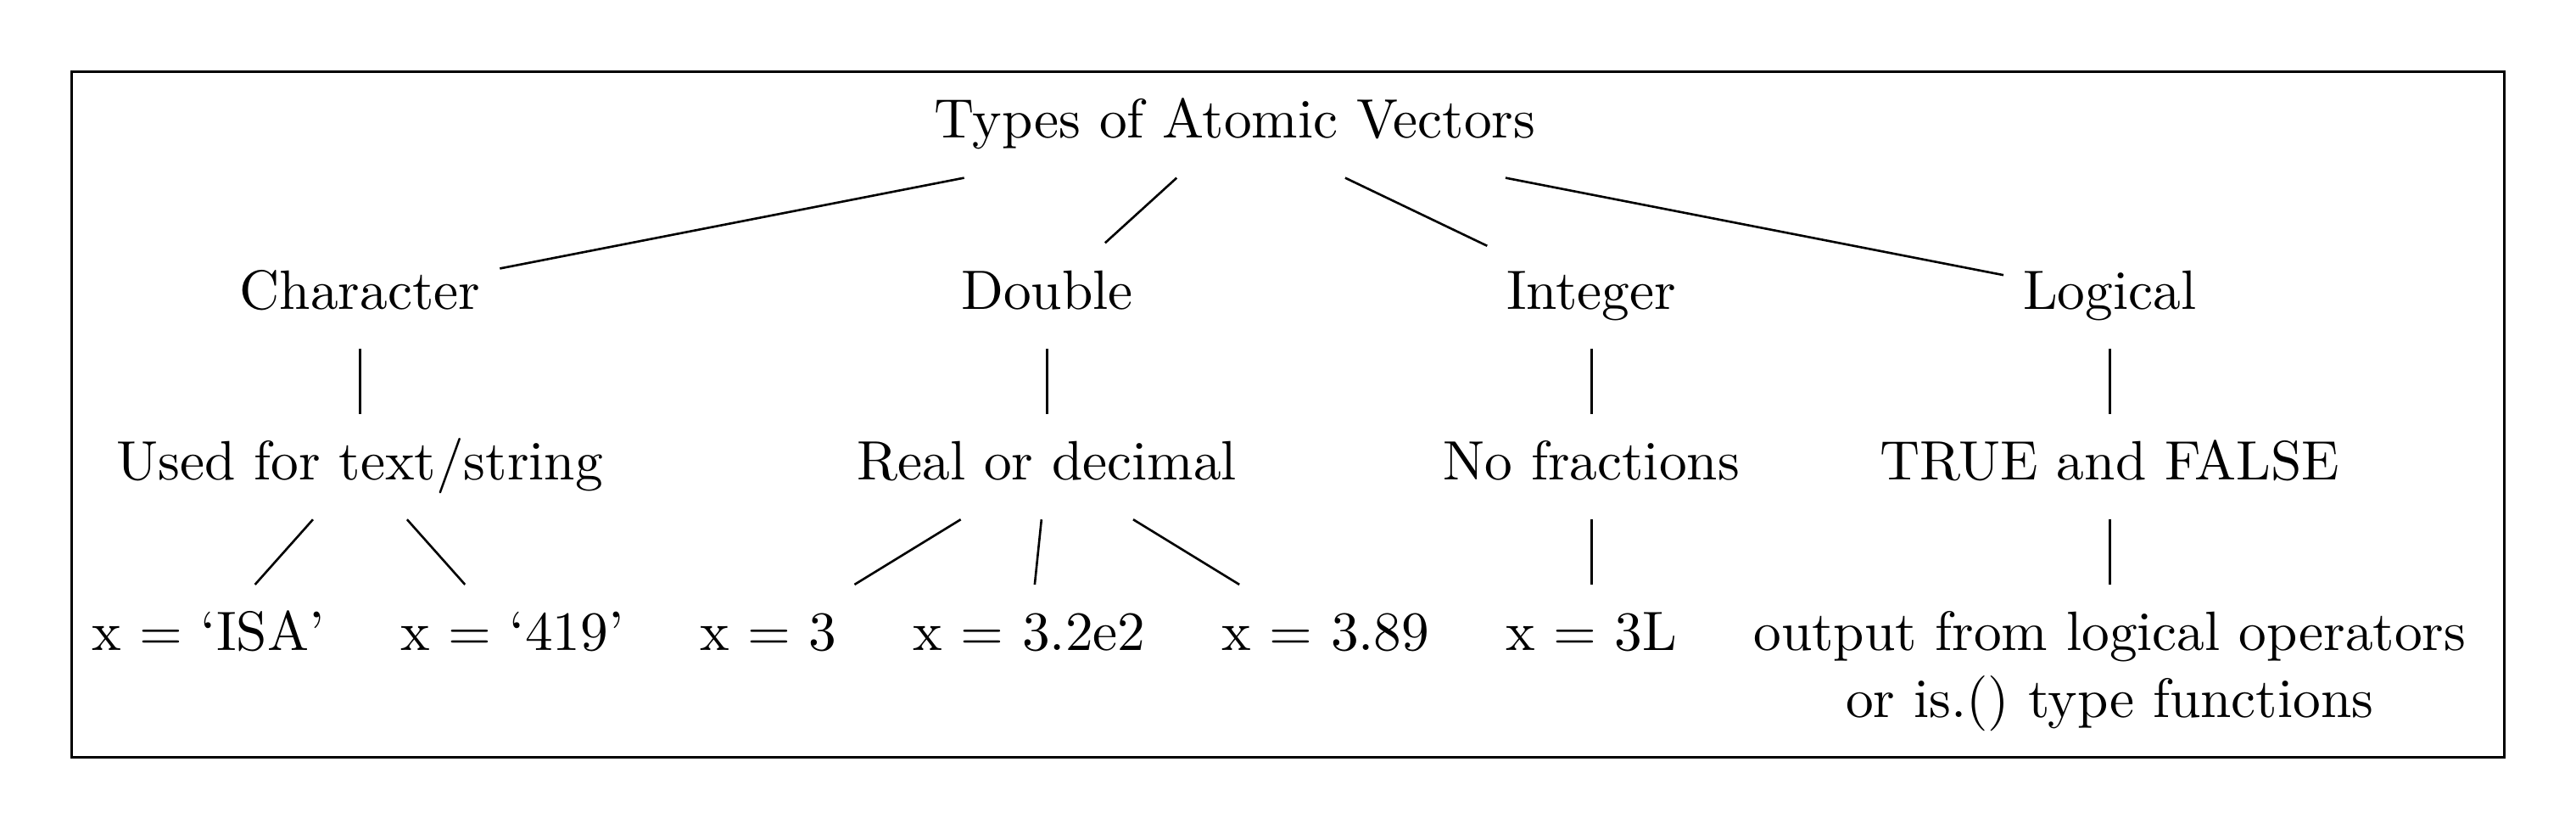 Types of Atomic Vectors
Character Double Integer Logical
Used for text/string Real or decimal No fractions TRUE and FALSE
x = ‘ISA’ x = ‘419’ x = 3 x = 3.2e2 x = 3.89 x = 3L output from logical operators
or is.() type functions